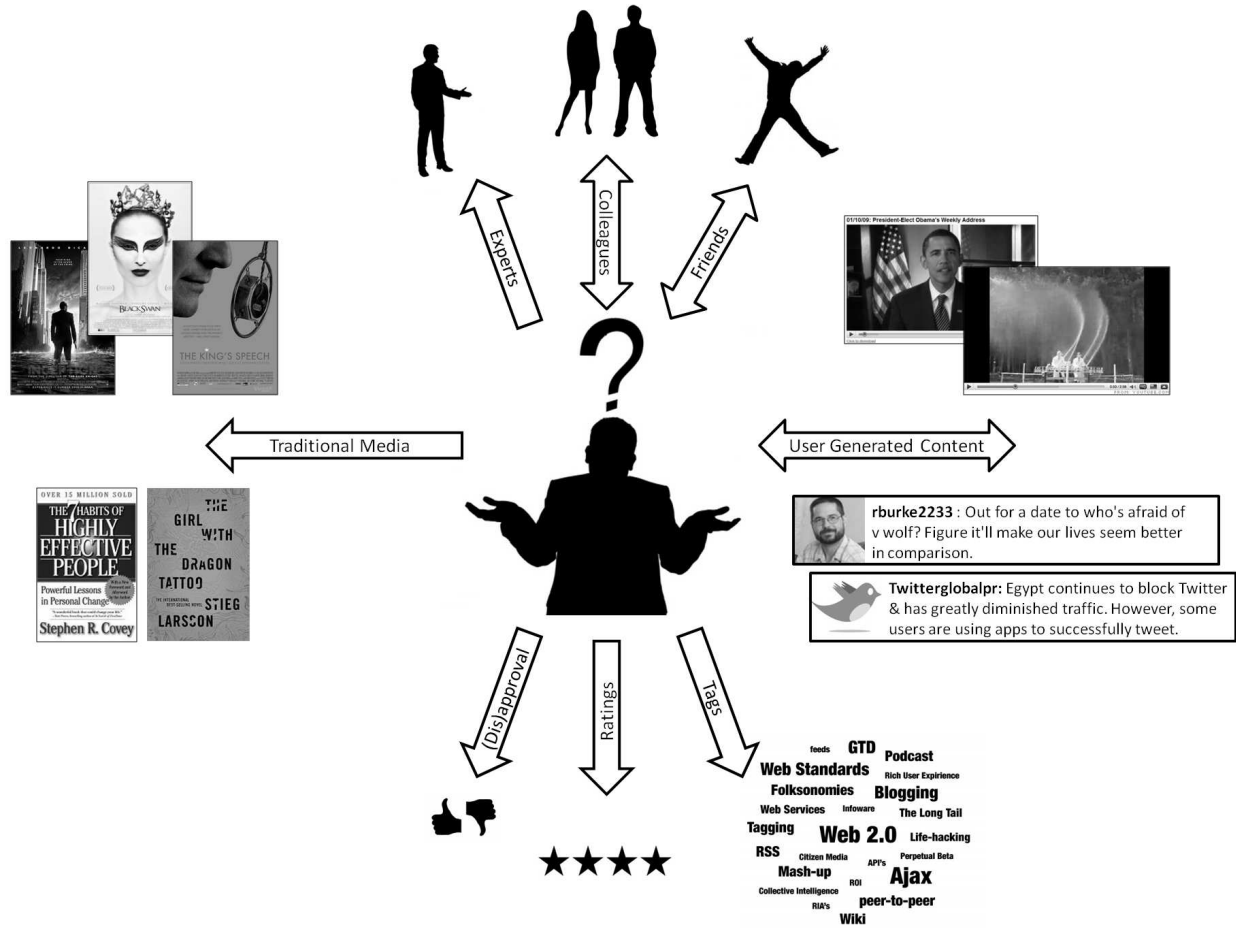 Experts
Colleagues
Friends
?
BLACK SWAN
THE KING'S SPEECH
01/10/09: President-Elect Obama's Weekly Address
Traditional Media
User Generated Content
OVER 15 MILLION SOLD
THE 7 HABITS OF
HIGHLY
EFFECTIVE
PEOPLE
Powerful Lessons
in Personal Change
Stephen R. Covey
THE
GIRL
WITH
THE
DRAGON
TATTOO
THE INTERNATIONAL
BEST-SELLING NOVEL
STIEG
LARSSON
rburke2233 : Out for a date to who's afraid of
v wolf? Figure it'll make our lives seem better
in comparison.
Twitterglobalpr: Egypt continues to block Twitter
& has greatly diminished traffic. However, some
users are using apps to successfully tweet.
(Dis)approval
Ratings
Tags
feeds GTD Podcast
Web Standards Rich User Expirience
Folksonomies Blogging
Web Services Infoware The Long Tail
Tagging Web 2.0 Life-hacking
RSS Citizen Media API's Perpetual Beta
Mash-up ROI Ajax
Collective Intelligence
RIA's peer-to-peer
Wiki